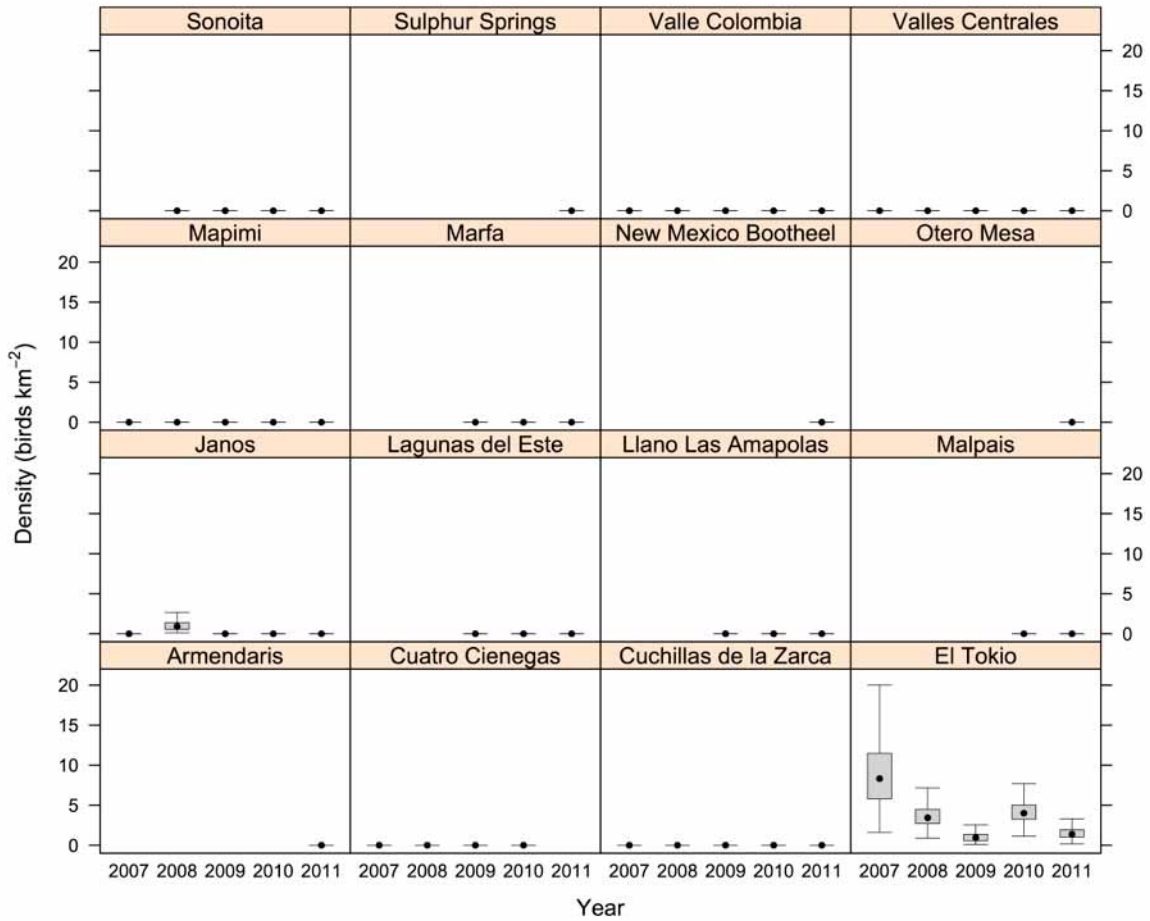 Sonoita Sulphur Springs Valle Colombia Valles Centrales
20
15
10
5
0
Mapimi Marfa New Mexico Bootheel Otero Mesa
20
15
10
5
0
Janos Lagunas del Este Llano Las Amapolas Malpais
20
15
10
5
0
Armendaris Cuatro Cienegas Cuchillas de la Zarca El Tokio
20
15
10
5
0
2007 2008 2009 2010 2011 2007 2008 2009 2010 2011 2007 2008 2009 2010 2011 2007 2008 2009 2010 2011
Year
Density (birds km⁻²)